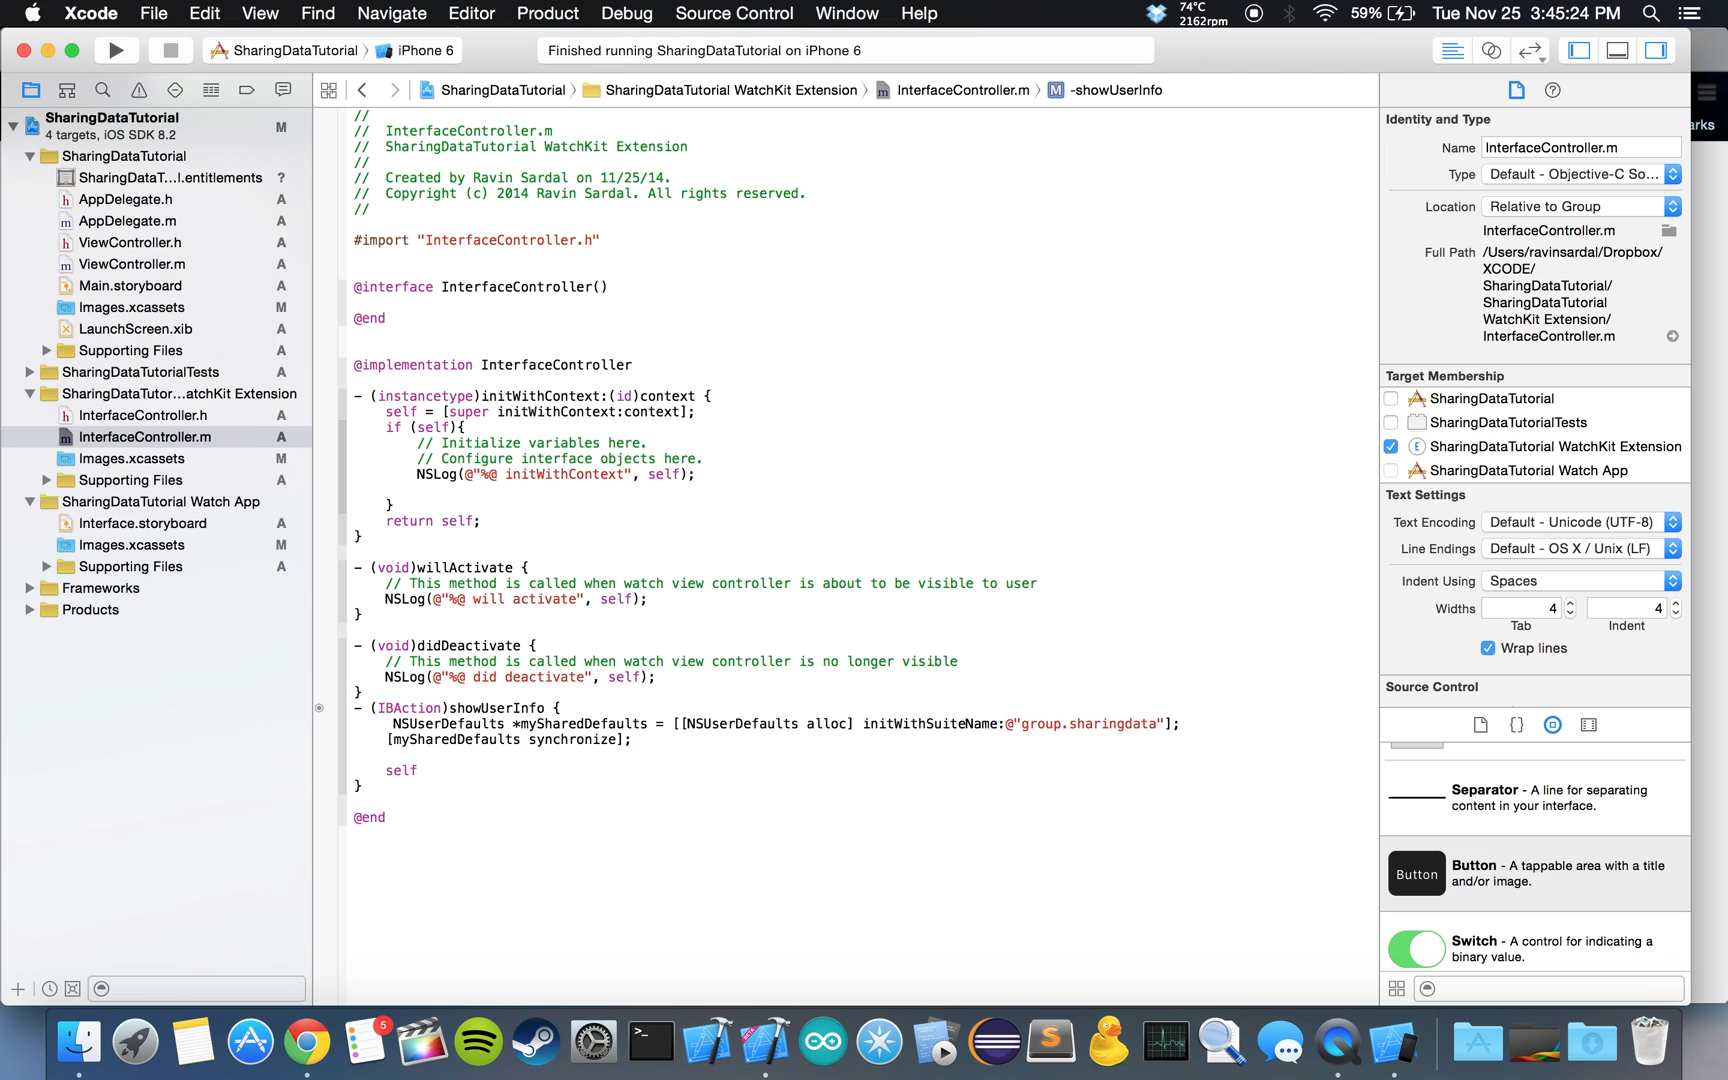 Xcode File Edit View Find Navigate Editor Product Debug Source Control Window Help 74°C 2162rpm 59% Tue Nov 25 3:45:24 PM
SharingDataTutorial iPhone 6 Finished running SharingDataTutorial on iPhone 6
SharingDataTutorial SharingDataTutorial WatchKit Extension InterfaceController.m M -showUserInfo
SharingDataTutorial M
4 targets, iOS SDK 8.2
SharingDataTutorial
SharingDataT...l.entitlements ?
AppDelegate.h A
AppDelegate.m A
ViewController.h A
ViewController.m A
Main.storyboard A
Images.xcassets M
LaunchScreen.xib A
Supporting Files A
SharingDataTutorialTests A
SharingDataTutor...atchKit Extension
InterfaceController.h A
InterfaceController.m A
Images.xcassets M
Supporting Files A
SharingDataTutorial Watch App
Interface.storyboard A
Images.xcassets M
Supporting Files A
Frameworks
Products
//
// InterfaceController.m
// SharingDataTutorial WatchKit Extension
//
// Created by Ravin Sardal on 11/25/14.
// Copyright (c) 2014 Ravin Sardal. All rights reserved.
//
#import "InterfaceController.h"
@interface InterfaceController()
@end
@implementation InterfaceController
- (instancetype)initWithContext:(id)context {
self = [super initWithContext:context];
if (self){
// Initialize variables here.
// Configure interface objects here.
NSLog(@"%@ initWithContext", self);
}
return self;
}
- (void)willActivate {
// This method is called when watch view controller is about to be visible to user
NSLog(@"%@ will activate", self);
}
- (void)didDeactivate {
// This method is called when watch view controller is no longer visible
NSLog(@"%@ did deactivate", self);
}
- (IBAction)showUserInfo {
NSUserDefaults *mySharedDefaults = [[NSUserDefaults alloc] initWithSuiteName:@"group.sharingdata"];
[mySharedDefaults synchronize];
self
}
@end
Identity and Type
Name InterfaceController.m
Type Default - Objective-C So...
Location Relative to Group
InterfaceController.m
Full Path /Users/ravinsardal/Dropbox/
XCODE/
SharingDataTutorial/
SharingDataTutorial
WatchKit Extension/
InterfaceController.m
Target Membership
SharingDataTutorial
SharingDataTutorialTests
E SharingDataTutorial WatchKit Extension
SharingDataTutorial Watch App
Text Settings
Text Encoding Default - Unicode (UTF-8)
Line Endings Default - OS X / Unix (LF)
Indent Using Spaces
Widths 4 4
Tab Indent
Wrap lines
Source Control
Separator - A line for separating
content in your interface.
Button Button - A tappable area with a title
and/or image.
Switch - A control for indicating a
binary value.
arks
5